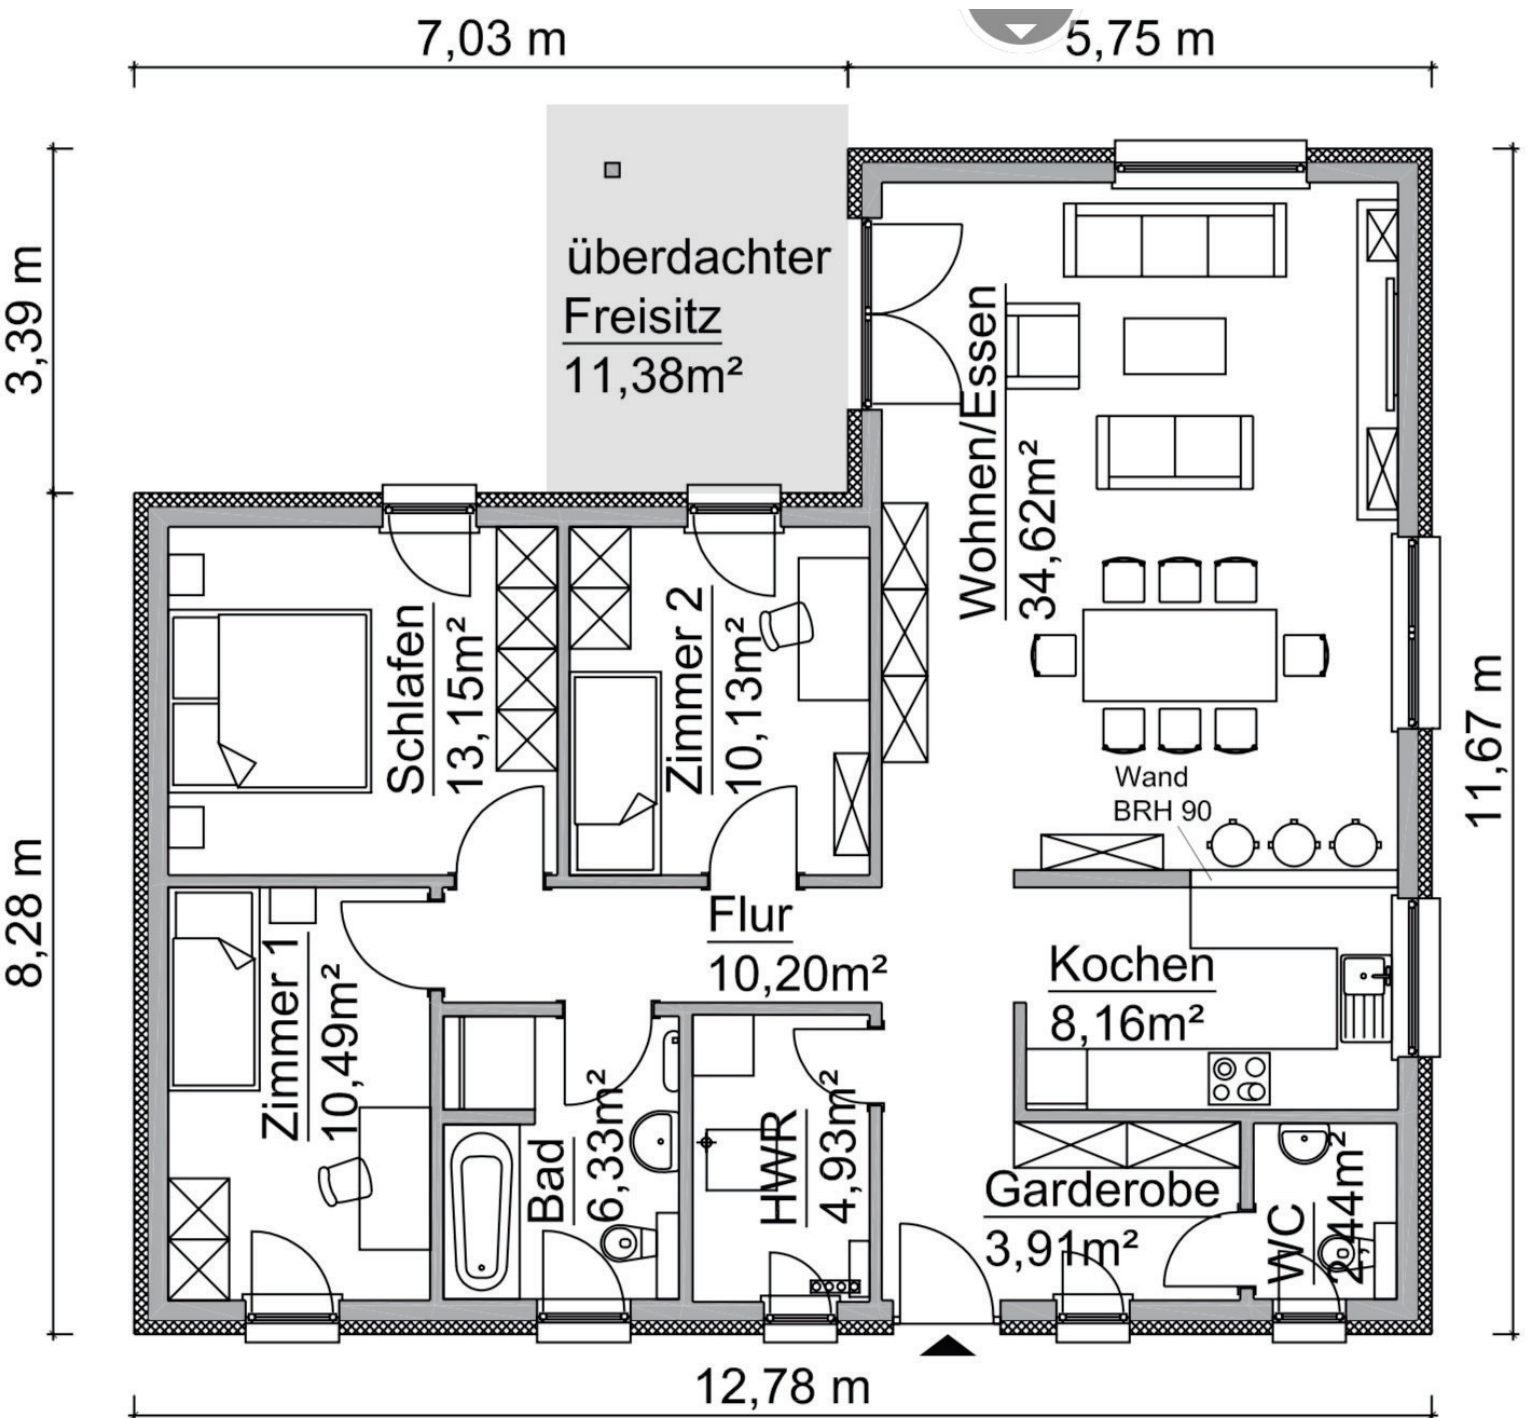 7,03 m
5,75 m
3,39 m
8,28 m
11,67 m
12,78 m
überdachter
Freisitz
11,38m²
Wohnen/Essen
34,62m²
Schlafen
13,15m²
Zimmer 2
10,13m²
Wand
BRH 90
Flur
10,20m²
Kochen
8,16m²
Zimmer 1
10,49m²
Bad
6,33m²
HWR
4,93m²
Garderobe
3,91m²
WC
2,44m²